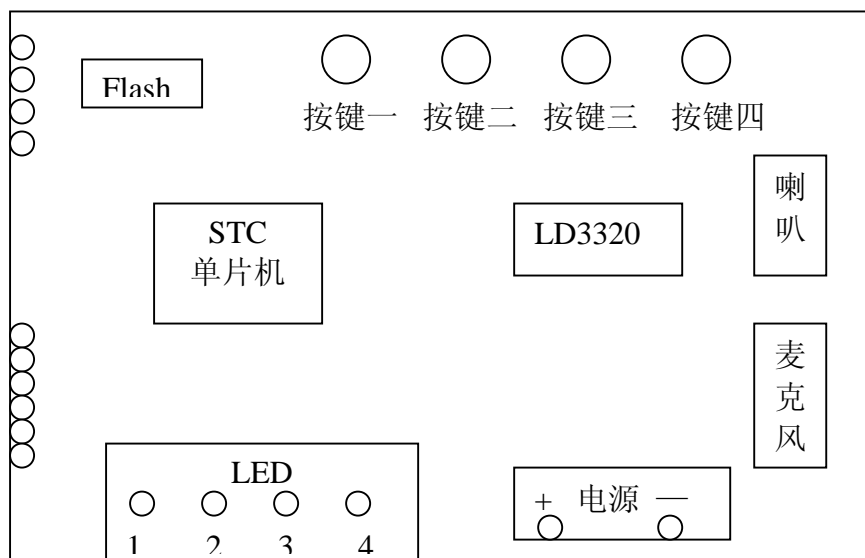 Flash
按键一 按键二 按键三 按键四
喇
叭
STC
单片机
LD3320
麦
克
风
LED
1 2 3 4
+ 电源 —